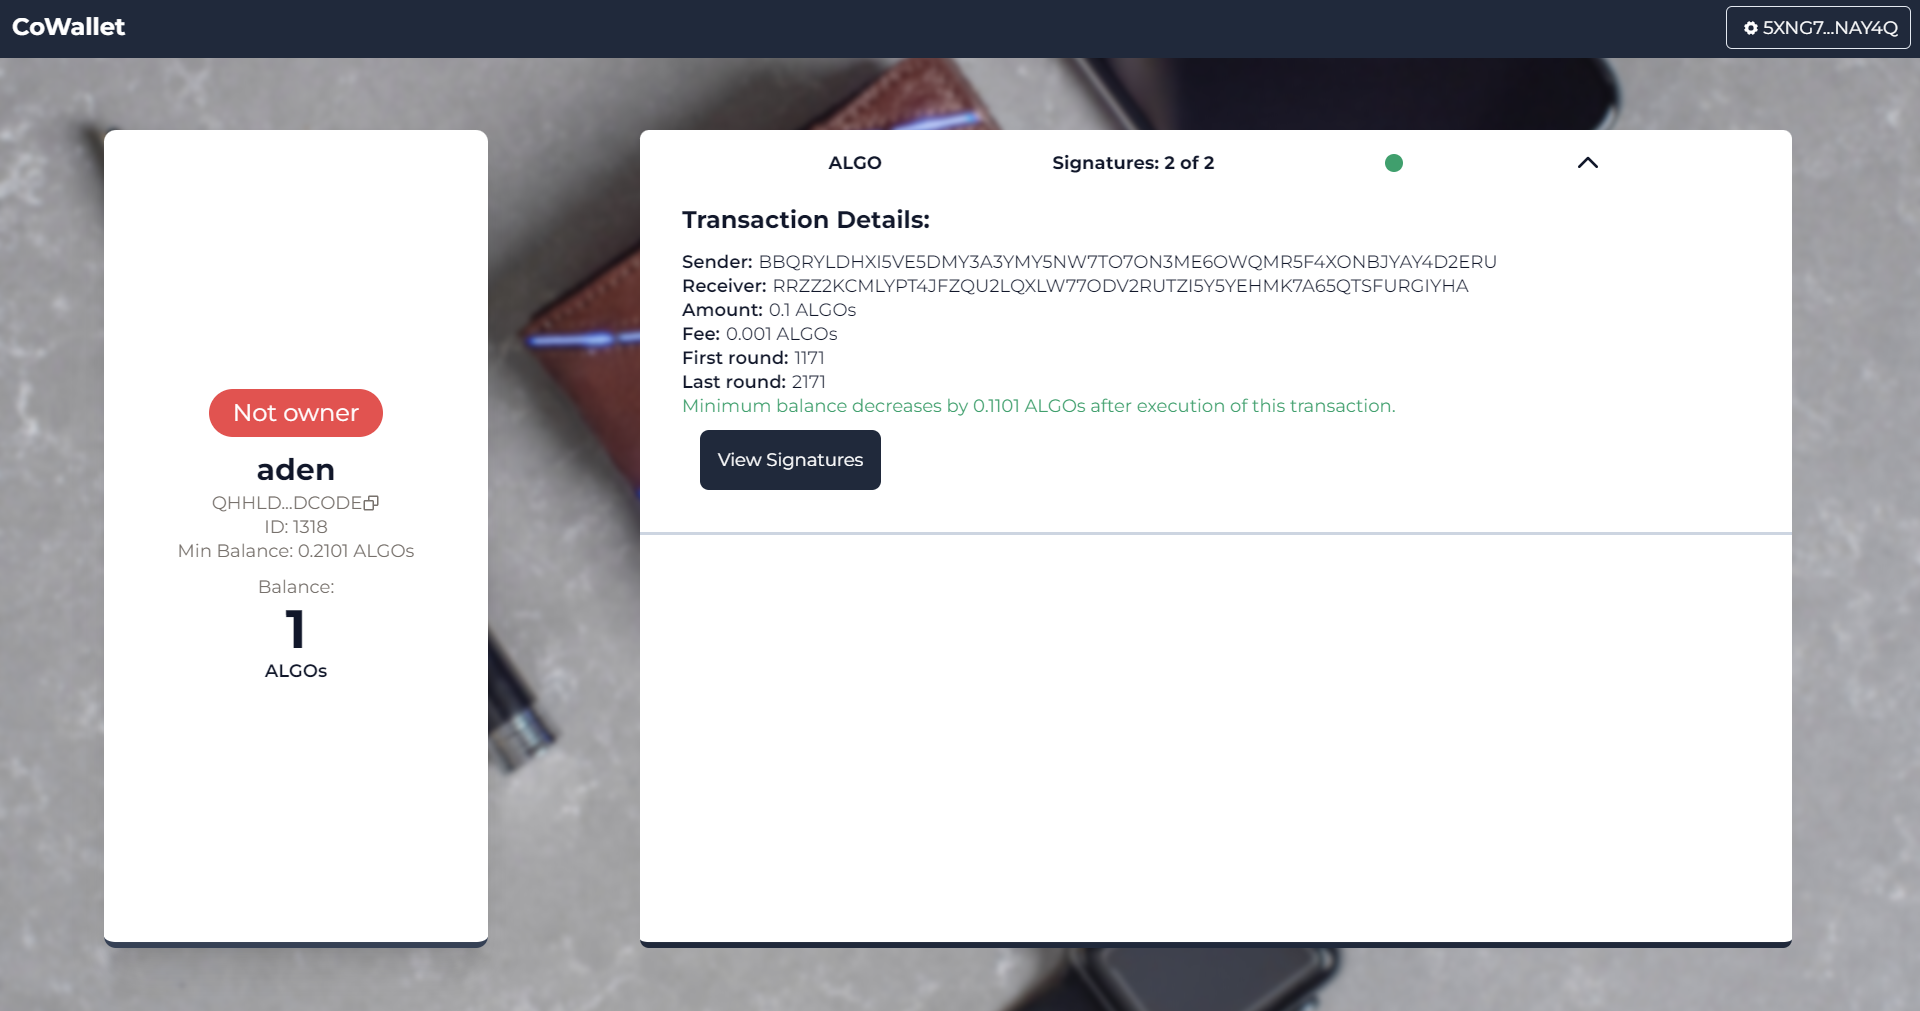 CoWallet
5XNG7...NAY4Q
Not owner
aden
QHHLD...DCODE
ID: 1318
Min Balance: 0.2101 ALGOs
Balance:
1
ALGOs
ALGO
Signatures: 2 of 2
Transaction Details:
Sender: BBQRYLDHXI5VE5DMY3A3YMY5NW7TO7ON3ME6OWQMR5F4XONBJYAY4D2ERU
Receiver: RRZZ2KCMLYPT4JFZQU2LQXLW77ODV2RUTZI5Y5YEHMK7A65QTSFURGIYHA
Amount: 0.1 ALGOs
Fee: 0.001 ALGOs
First round: 1171
Last round: 2171
Minimum balance decreases by 0.1101 ALGOs after execution of this transaction.
View Signatures